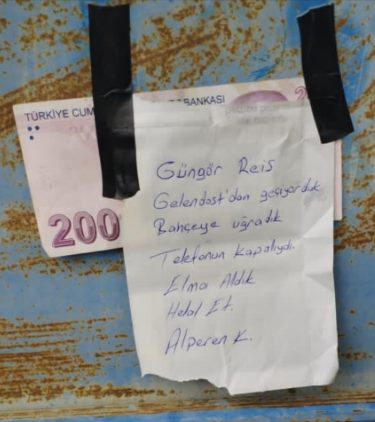 TÜRKİYE CUM BANKASI
200
Güngör Reis
Gelendost'dan geçiyorduk
Bahçeye uğradık
Telefonun kapalıydı.
Elma Aldık
Helal Et.
Alperen K.